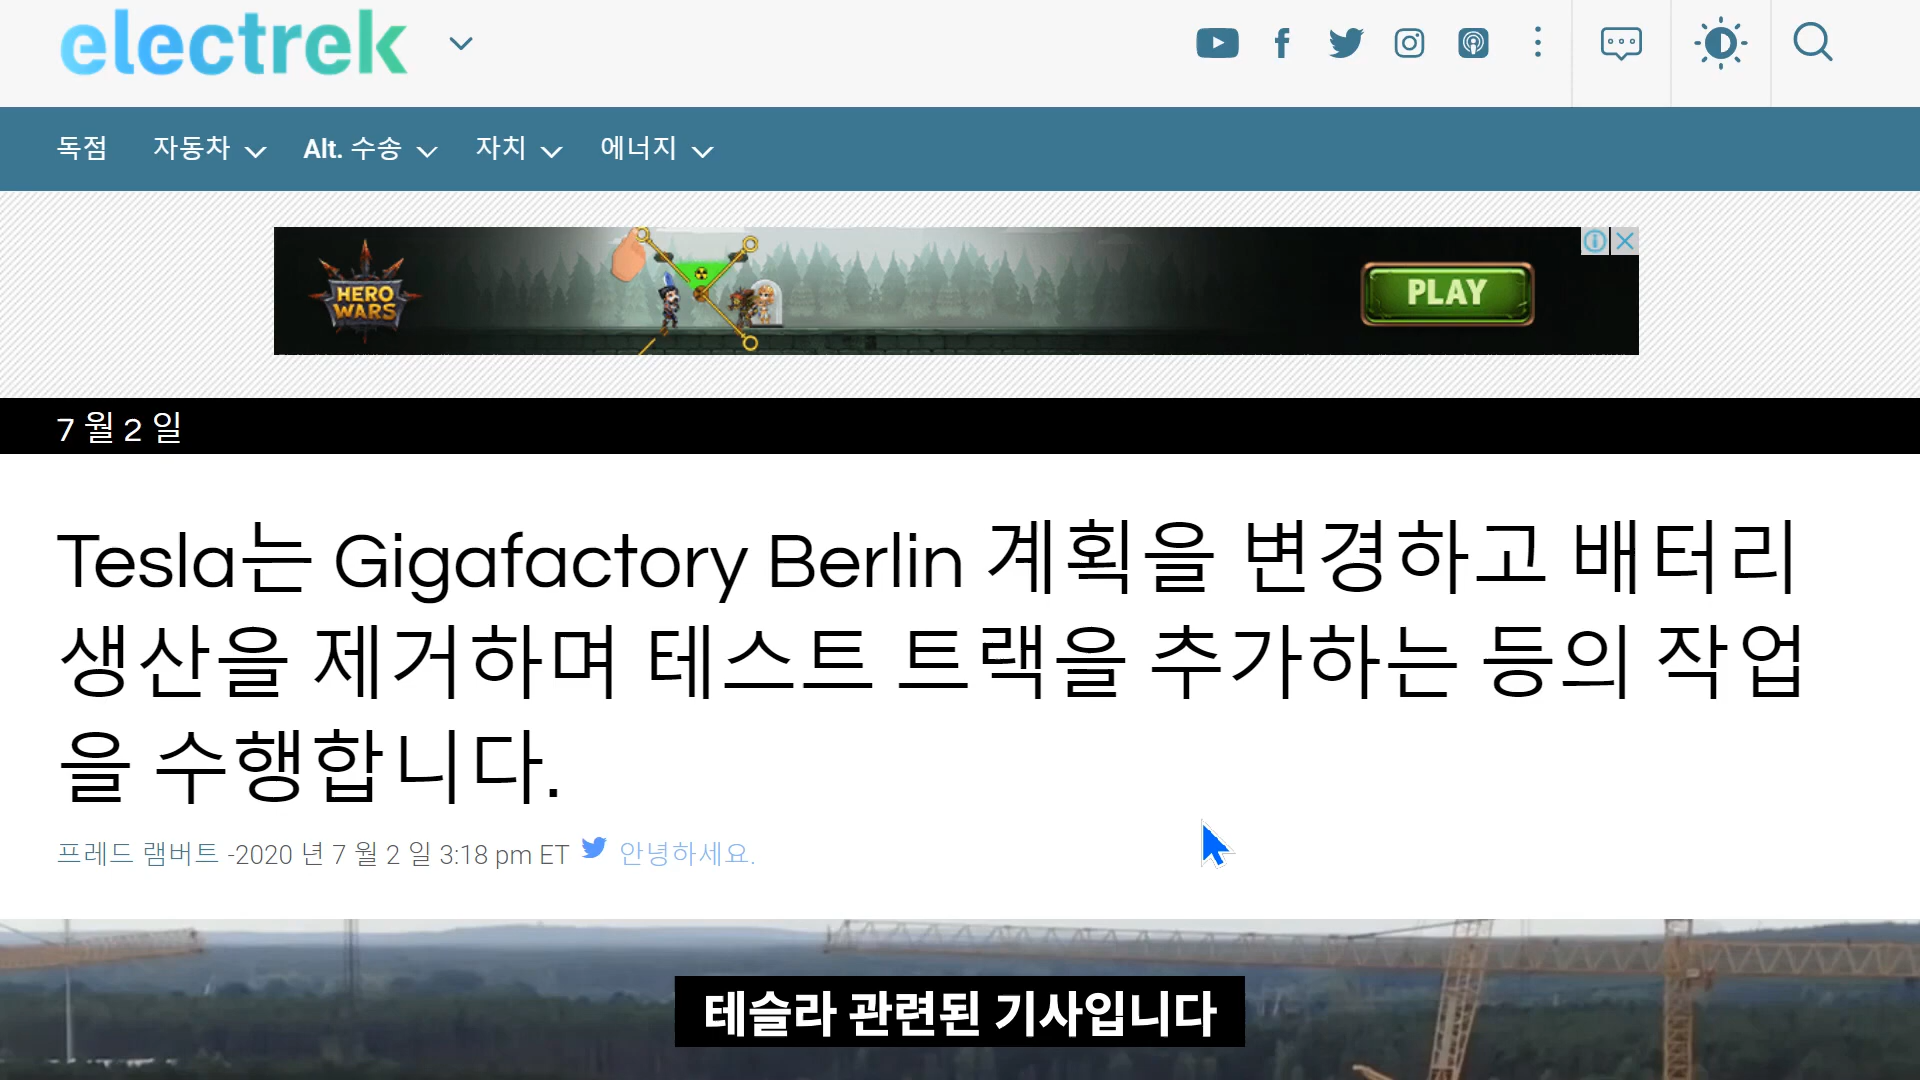 electrek
독점 자동차 Alt. 수송 자치 에너지
HERO
WARS
PLAY
7 월 2 일
Tesla는 Gigafactory Berlin 계획을 변경하고 배터리
생산을 제거하며 테스트 트랙을 추가하는 등의 작업
을 수행합니다.
프레드 램버트 -2020 년 7 월 2 일 3:18 pm ET 안녕하세요.
테슬라 관련된 기사입니다